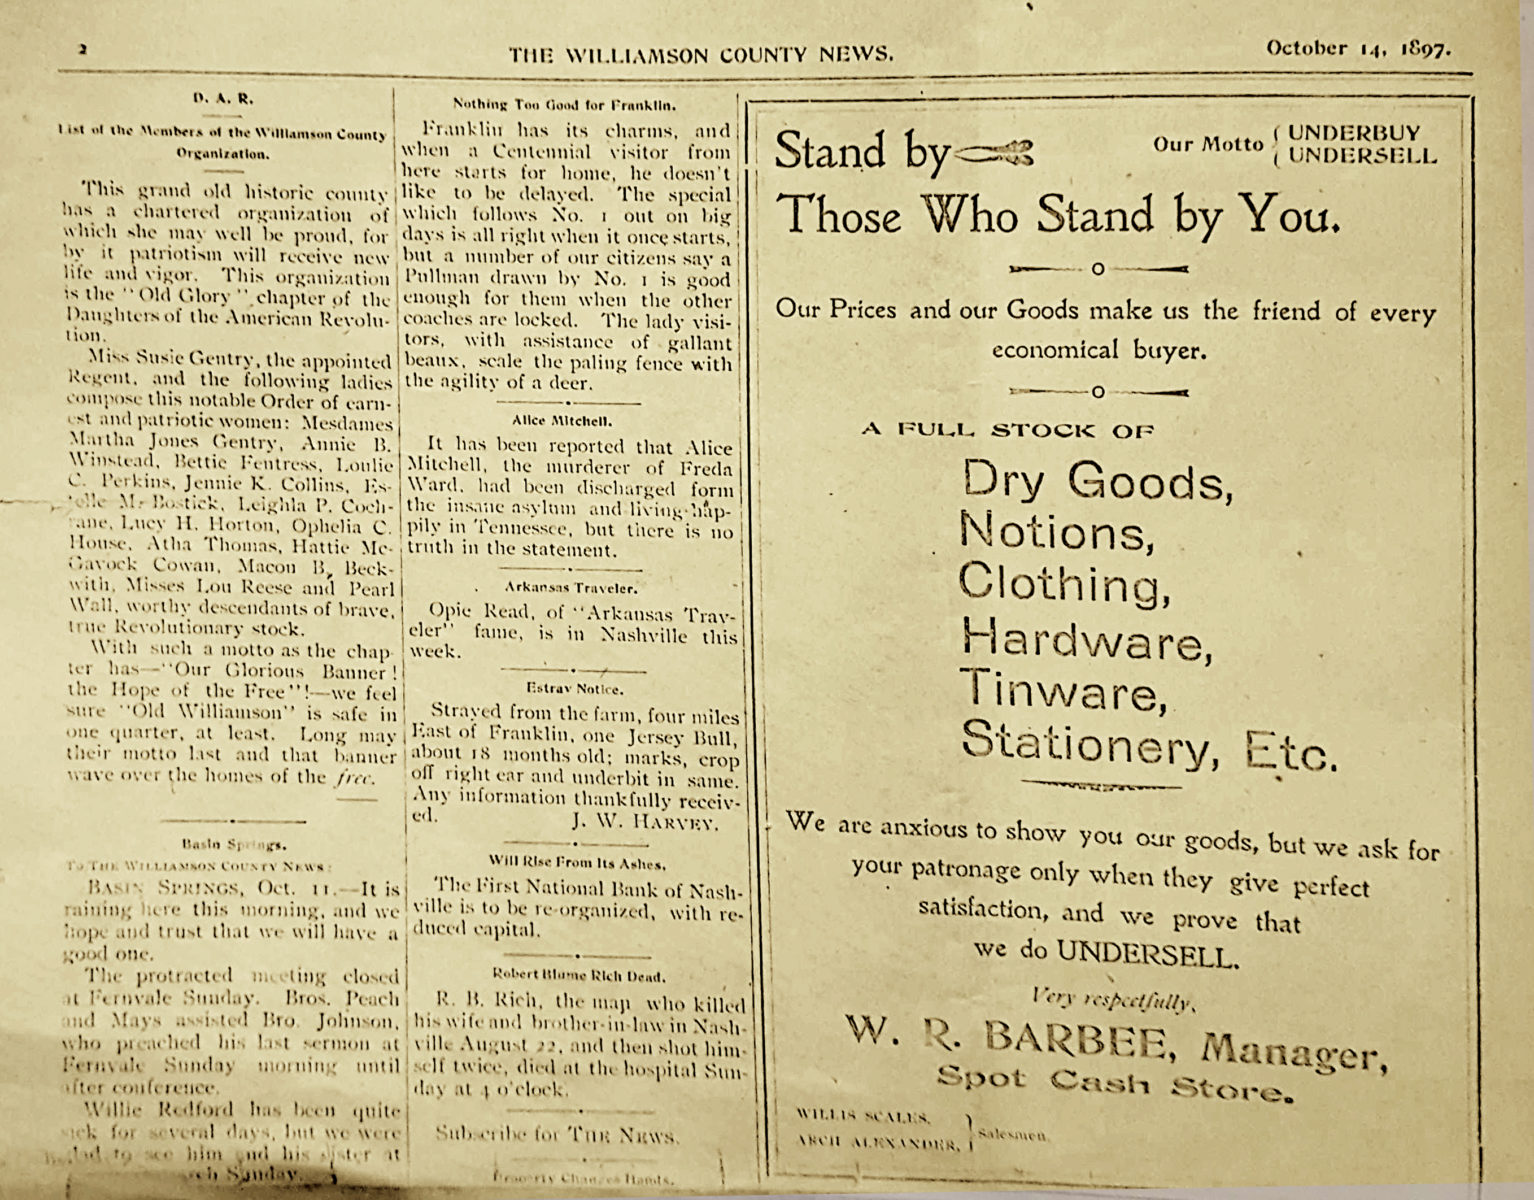 2
THE WILLIAMSON COUNTY NEWS.
October 14, 1897.
D. A. R.
List of the Members of the Williamson County
Organization.
This grand old historic county
has a chartered organization of
which she may well be proud, for
by it patriotism will receive new
life and vigor. This organization
is the "Old Glory" chapter of the
Daughters of the American Revolu-
tion.
Miss Susie Gentry, the appointed
Regent, and the following ladies
compose this notable Order of earn-
est and patriotic women: Mesdames
Martha Jones Gentry, Annie B.
Winstead, Bettie Fentress, Loulie
C. Perkins, Jennie K. Collins, Es-
telle M. Bostick, Leighla P. Coch-
rane, Lucy H. Horton, Ophelia C.
House, Atha Thomas, Hattie Mc-
Gavock Cowan, Macon B. Beck-
with, Misses Lou Reese and Pearl
Wall, worthy descendants of brave,
true Revolutionary stock.
With such a motto as the chap
ter has—"Our Glorious Banner!
the Hope of the Free"!—we feel
sure "Old Williamson" is safe in
one quarter, at least. Long may
their motto last and that banner
wave over the homes of the free.
Basin Springs.
To THE WILLIAMSON COUNTY NEWS:
BASIN SPRINGS, Oct. 11.—It is
raining here this morning, and we
hope and trust that we will have a
good one.
The protracted meeting closed
at Fernvale Sunday. Bros. Peach
and Mays assisted Bro. Johnson,
who preached his last sermon at
Fernvale Sunday morning until
after conference.
Willie Redford has been quite
sick for several days, but we were
glad to see him and his sister at
Sunday.
Nothing Too Good for Franklin.
Franklin has its charms, and
when a Centennial visitor from
here starts for home, he doesn't
like to be delayed. The special
which follows No. 1 out on big
days is all right when it once starts,
but a number of our citizens say a
Pullman drawn by No. 1 is good
enough for them when the other
coaches are locked. The lady visi-
tors, with assistance of gallant
beaux, scale the paling fence with
the agility of a deer.
Alice Mitchell.
It has been reported that Alice
Mitchell, the murderer of Freda
Ward, had been discharged form
the insane asylum and living hap-
pily in Tennessee, but there is no
truth in the statement.
Arkansas Traveler.
Opie Read, of "Arkansas Trav-
eler" fame, is in Nashville this
week.
Estray Notice.
Strayed from the farm, four miles
East of Franklin, one Jersey Bull,
about 18 months old; marks, crop
off right ear and underbit in same.
Any information thankfully receiv-
ed. J. W. HARVEY.
Will Rise From Its Ashes.
The First National Bank of Nash-
ville is to be re-organized, with re-
duced capital.
Robert Blume Rich Dead.
R. B. Rich, the map who killed
his wife and brother-in-law in Nash-
ville August 22, and then shot him-
self twice, died at the hospital Sun-
day at 4 o'clock.
Subscribe for THE NEWS.
Property Changes Hands.
Stand by
Our Motto { UNDERBUY
{ UNDERSELL
Those Who Stand by You.
Our Prices and our Goods make us the friend of every
economical buyer.
A FULL STOCK OF
Dry Goods,
Notions,
Clothing,
Hardware,
Tinware,
Stationery, Etc.
We are anxious to show you our goods, but we ask for
your patronage only when they give perfect
satisfaction, and we prove that
we do UNDERSELL.
Very respectfully,
W. R. BARBEE, Manager,
Spot Cash Store.
WILLIS SCALES,
ARCH ALEXANDER, } Salesmen.